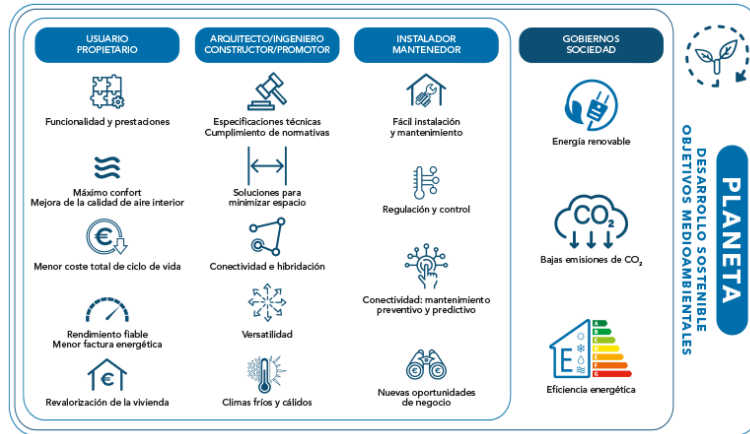 USUARIO
PROPIETARIO
Funcionalidad y prestaciones
Máximo confort
Mejora de la calidad de aire interior
€
Menor coste total de ciclo de vida
Rendimiento fiable
Menor factura energética
€
Revalorización de la vivienda
ARQUITECTO/INGENIERO
CONSTRUCTOR/PROMOTOR
Especificaciones técnicas
Cumplimiento de normativas
Soluciones para
minimizar espacio
Conectividad e hibridación
Versatilidad
Climas fríos y cálidos
INSTALADOR
MANTENEDOR
Fácil instalación
y mantenimiento
Regulación y control
Conectividad: mantenimiento
preventivo y predictivo
€ €
Nuevas oportunidades
de negocio
GOBIERNOS
SOCIEDAD
Energía renovable
CO₂
Bajas emisiones de CO₂
E
A
B
C
D
E
F
G
Eficiencia energética
PLANETA
DESARROLLO SOSTENIBLE
OBJETIVOS MEDIOAMBIENTALES